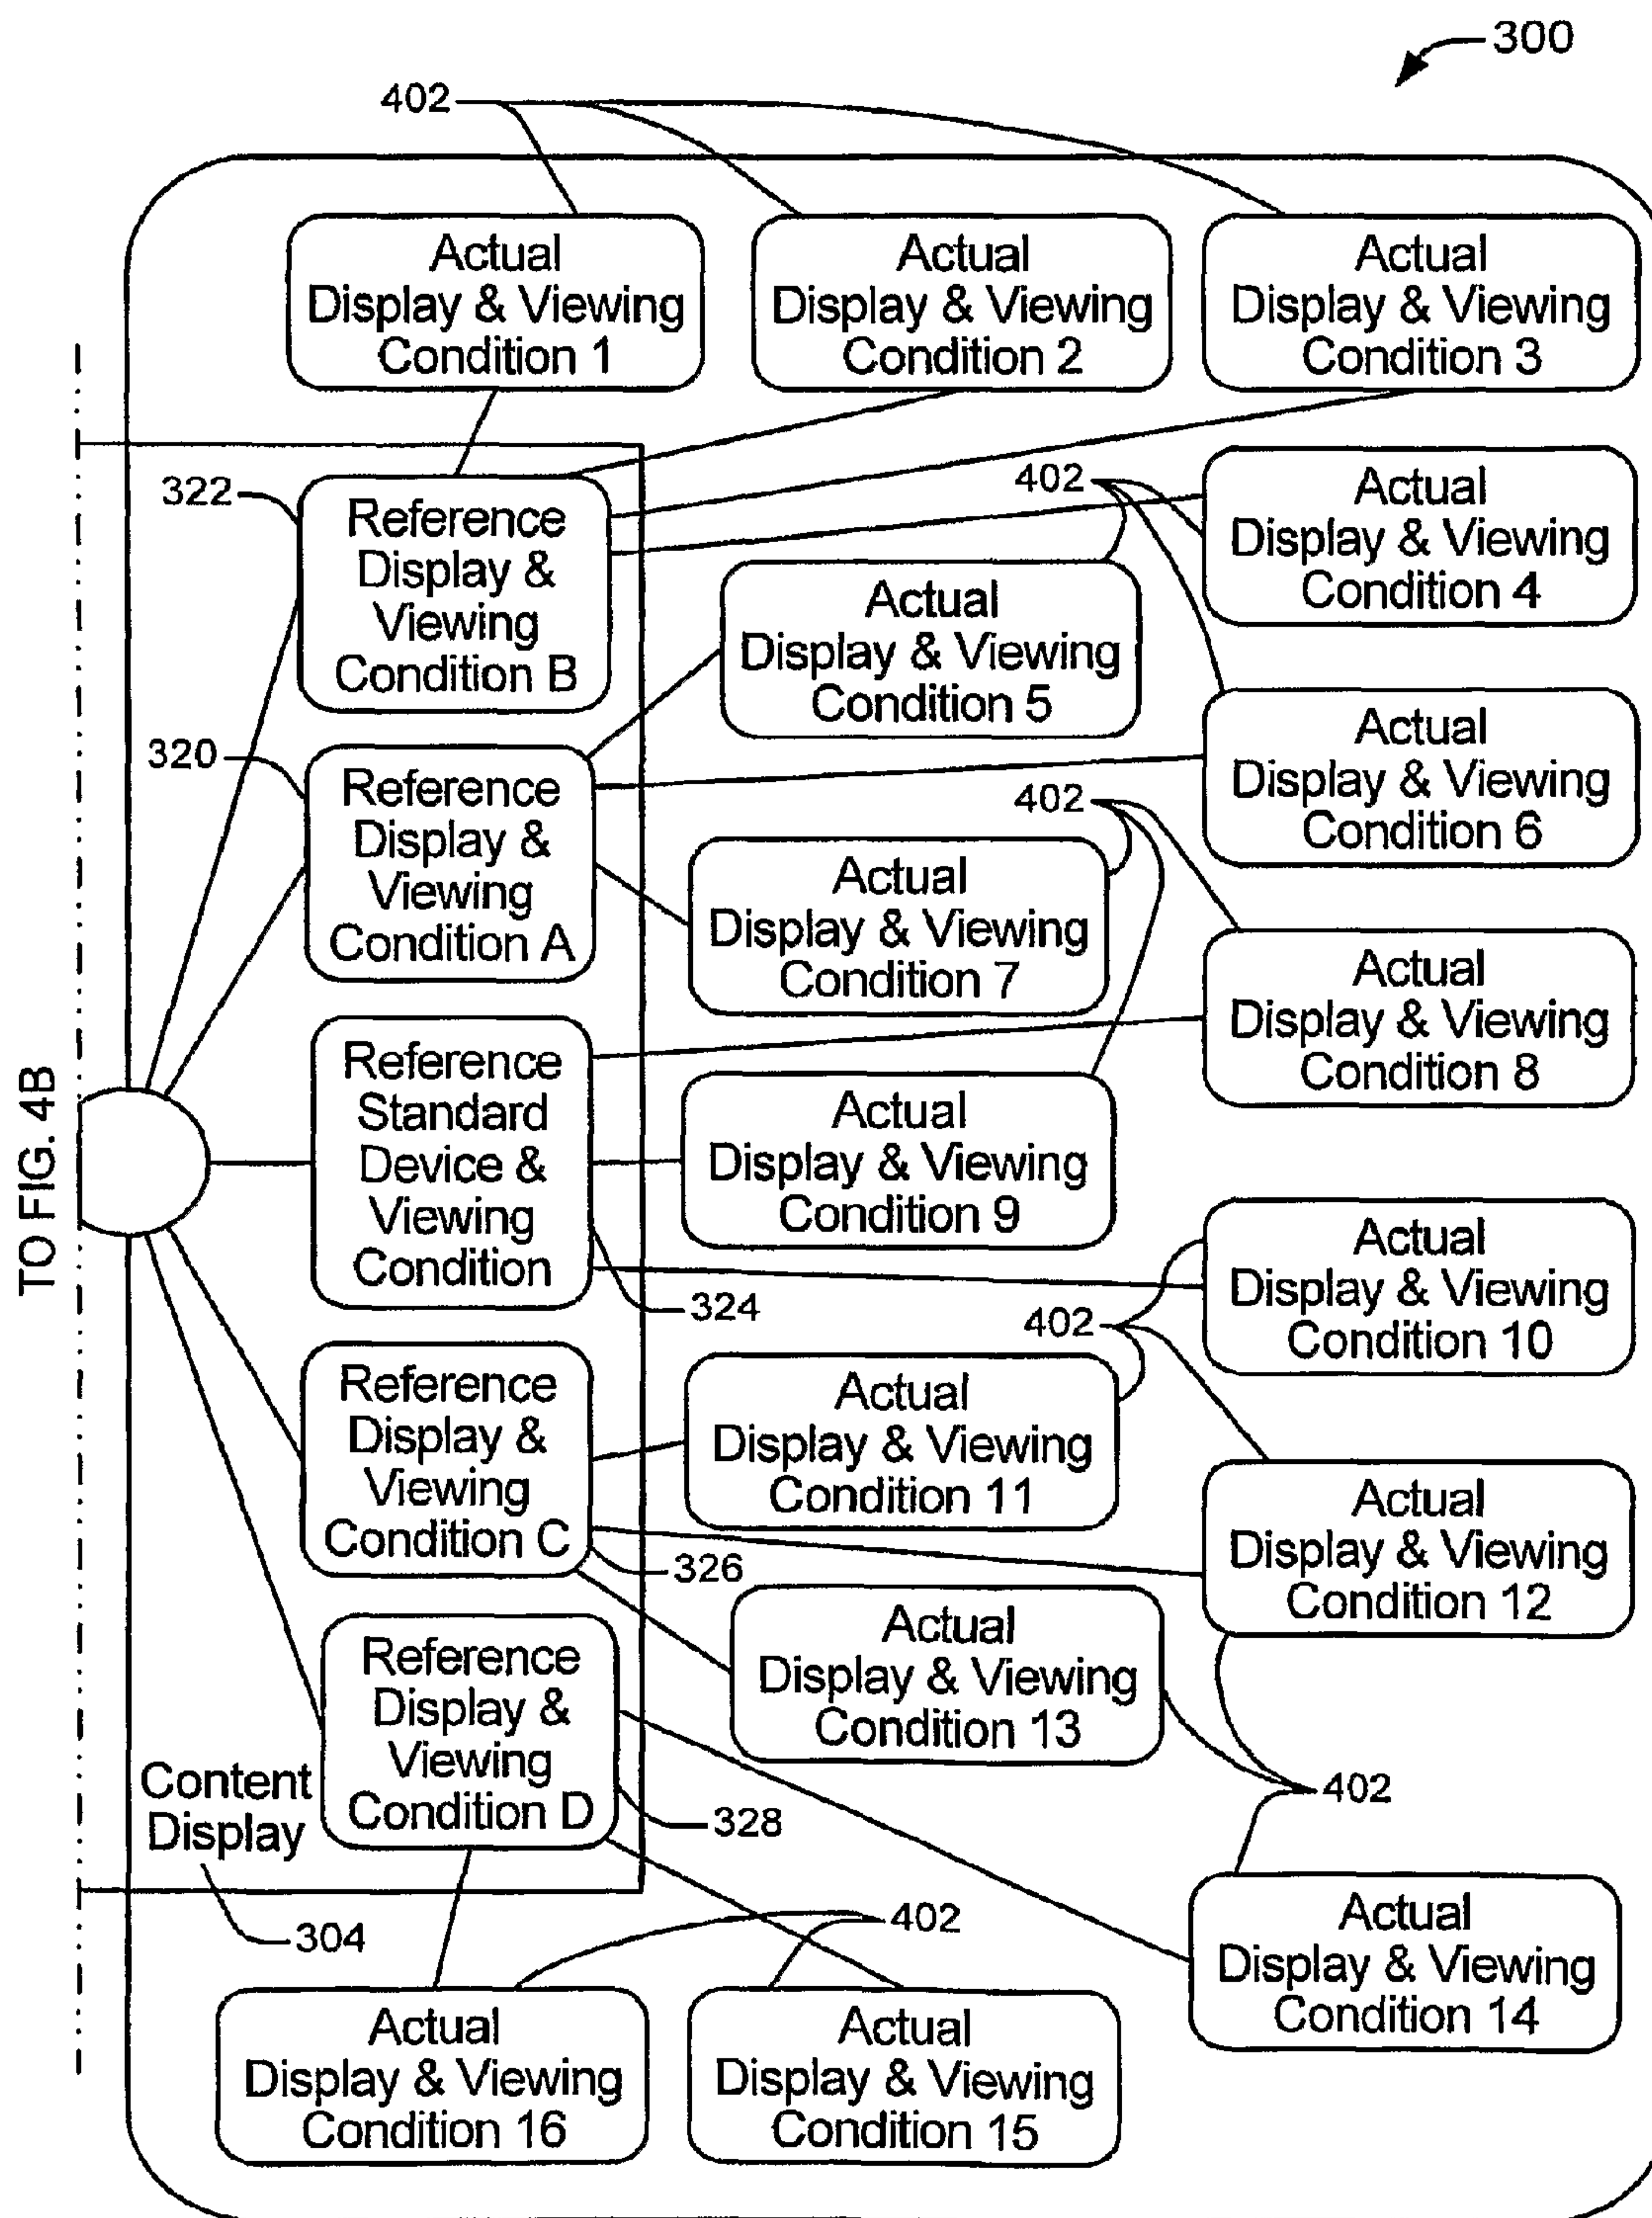 300
402
Actual
Display & Viewing
Condition 1
Actual
Display & Viewing
Condition 2
Actual
Display & Viewing
Condition 3
322
Reference
Display &
Viewing
Condition B
402
Actual
Display & Viewing
Condition 4
Actual
Display & Viewing
Condition 5
320
Reference
Display &
Viewing
Condition A
Actual
Display & Viewing
Condition 6
402
Actual
Display & Viewing
Condition 7
Actual
Display & Viewing
Condition 8
TO FIG. 4B
Reference
Standard
Device &
Viewing
Condition
324
Actual
Display & Viewing
Condition 9
Actual
Display & Viewing
Condition 10
402
Reference
Display &
Viewing
Condition C
326
Actual
Display & Viewing
Condition 11
Actual
Display & Viewing
Condition 12
Actual
Display & Viewing
Condition 13
402
Reference
Display &
Viewing
Condition D
328
Content
Display
304
402
Actual
Display & Viewing
Condition 14
Actual
Display & Viewing
Condition 16
Actual
Display & Viewing
Condition 15